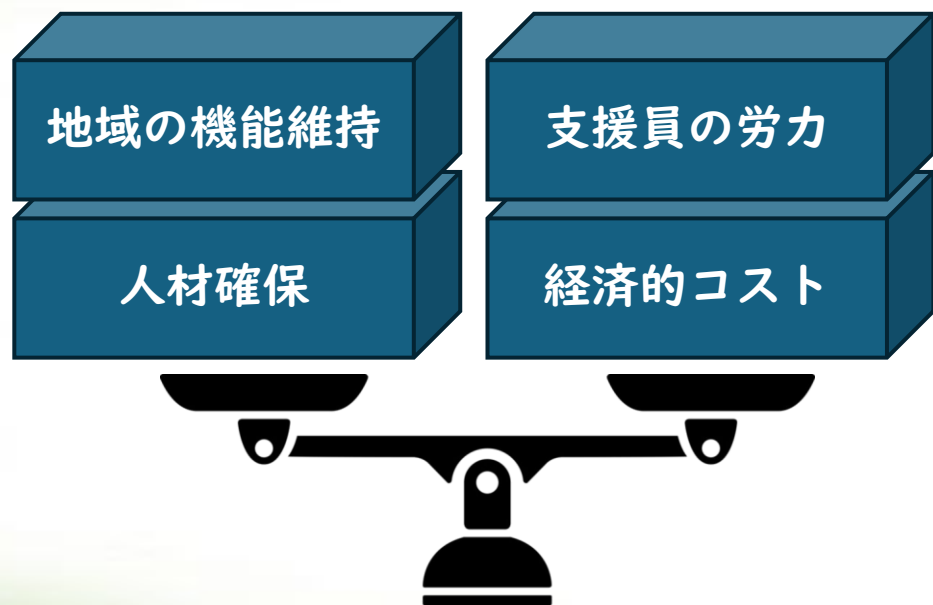 地域の機能維持
人材確保
支援員の労力
経済的コスト